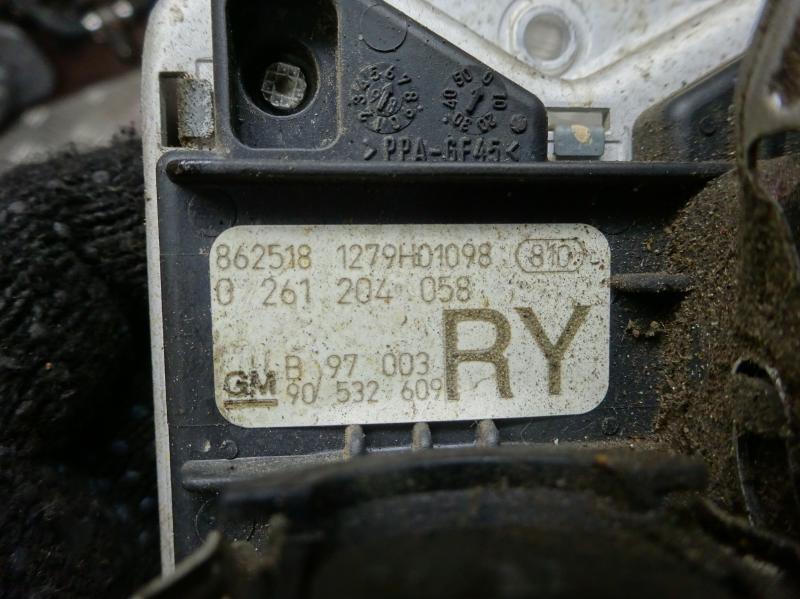 >PPA-GF45<
862518 1279H01098 810
0 261 204 058
B 97 003
GM 90 532 609
RY